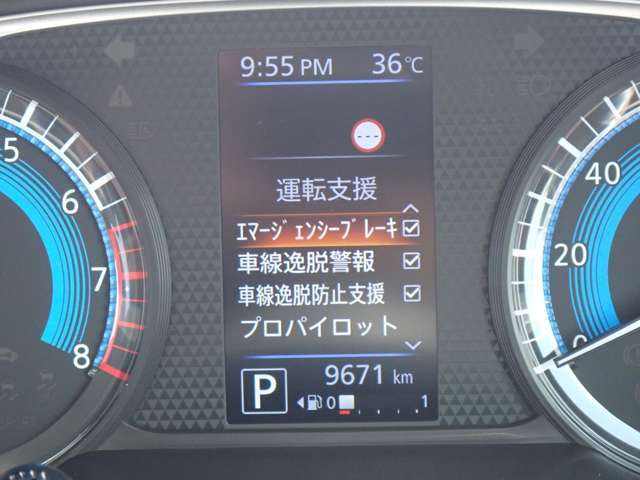 9:55 PM 36℃
---
運転支援
ｴﾏｰｼﾞｪﾝｼｰﾌﾞﾚｰｷ
車線逸脱警報
車線逸脱防止支援
プロパイロット
P 9671 km
0 1
5
6
7
8
40
20
0